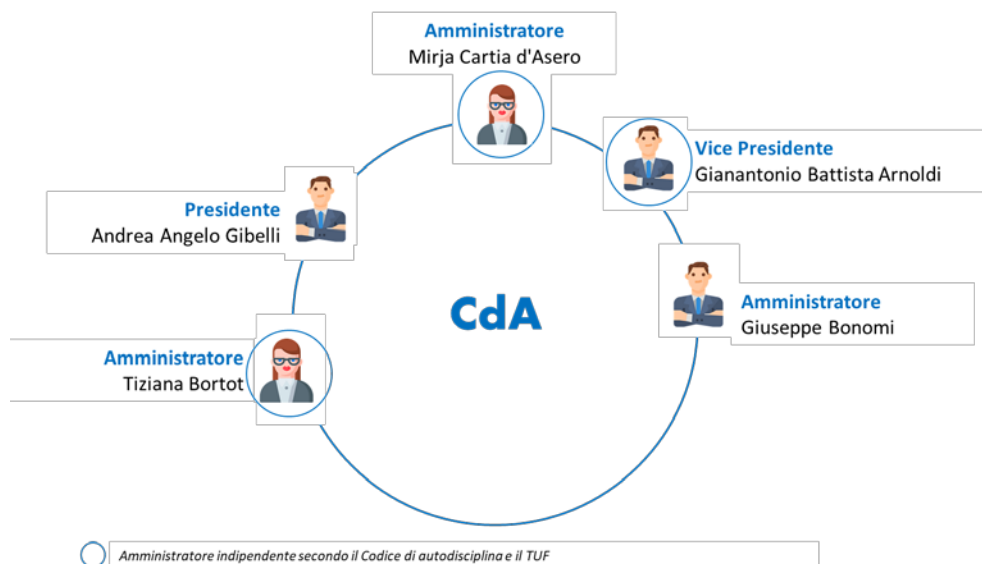 Amministratore
Mirja Cartia d'Asero
Vice Presidente
Gianantonio Battista Arnoldi
Presidente
Andrea Angelo Gibelli
CdA
Amministratore
Giuseppe Bonomi
Amministratore
Tiziana Bortot
Amministratore indipendente secondo il Codice di autodisciplina e il TUF